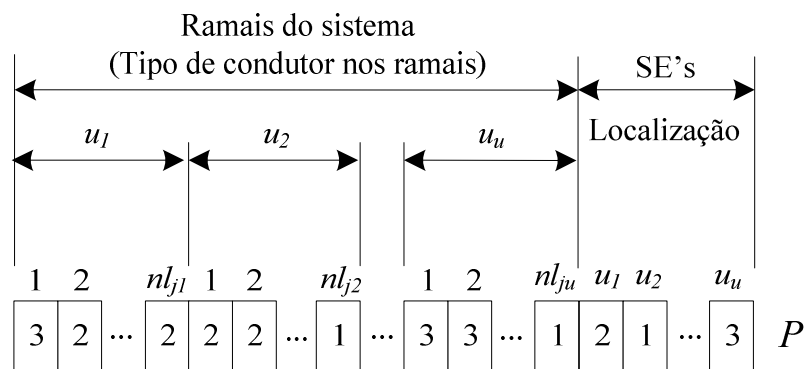 Ramais do sistema
(Tipo de condutor nos ramais)
SE's
Localização
u1 u2 uu
1 2 nlj1 1 2 nlj2 1 2 nlju u1 u2 uu
3 2 ... 2 2 2 ... 1 ... 3 3 ... 1 2 1 ... 3 P